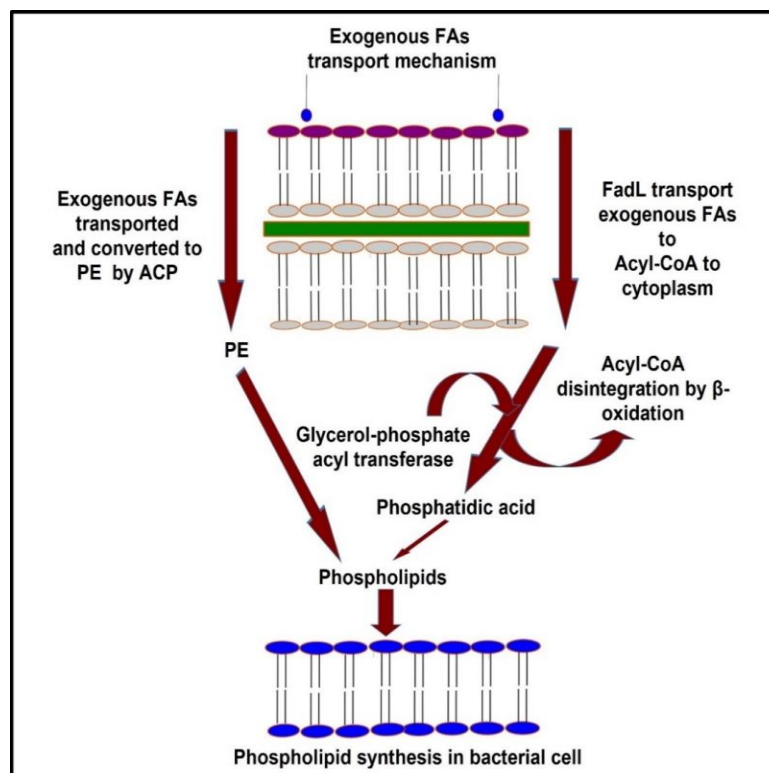 Exogenous FAs
transport mechanism
Exogenous FAs
transported
and converted to
PE by ACP
FadL transport
exogenous FAs
to
Acyl-CoA to
cytoplasm
PE
Acyl-CoA
disintegration by β-
oxidation
Glycerol-phosphate
acyl transferase
Phosphatidic acid
Phospholipids
Phospholipid synthesis in bacterial cell